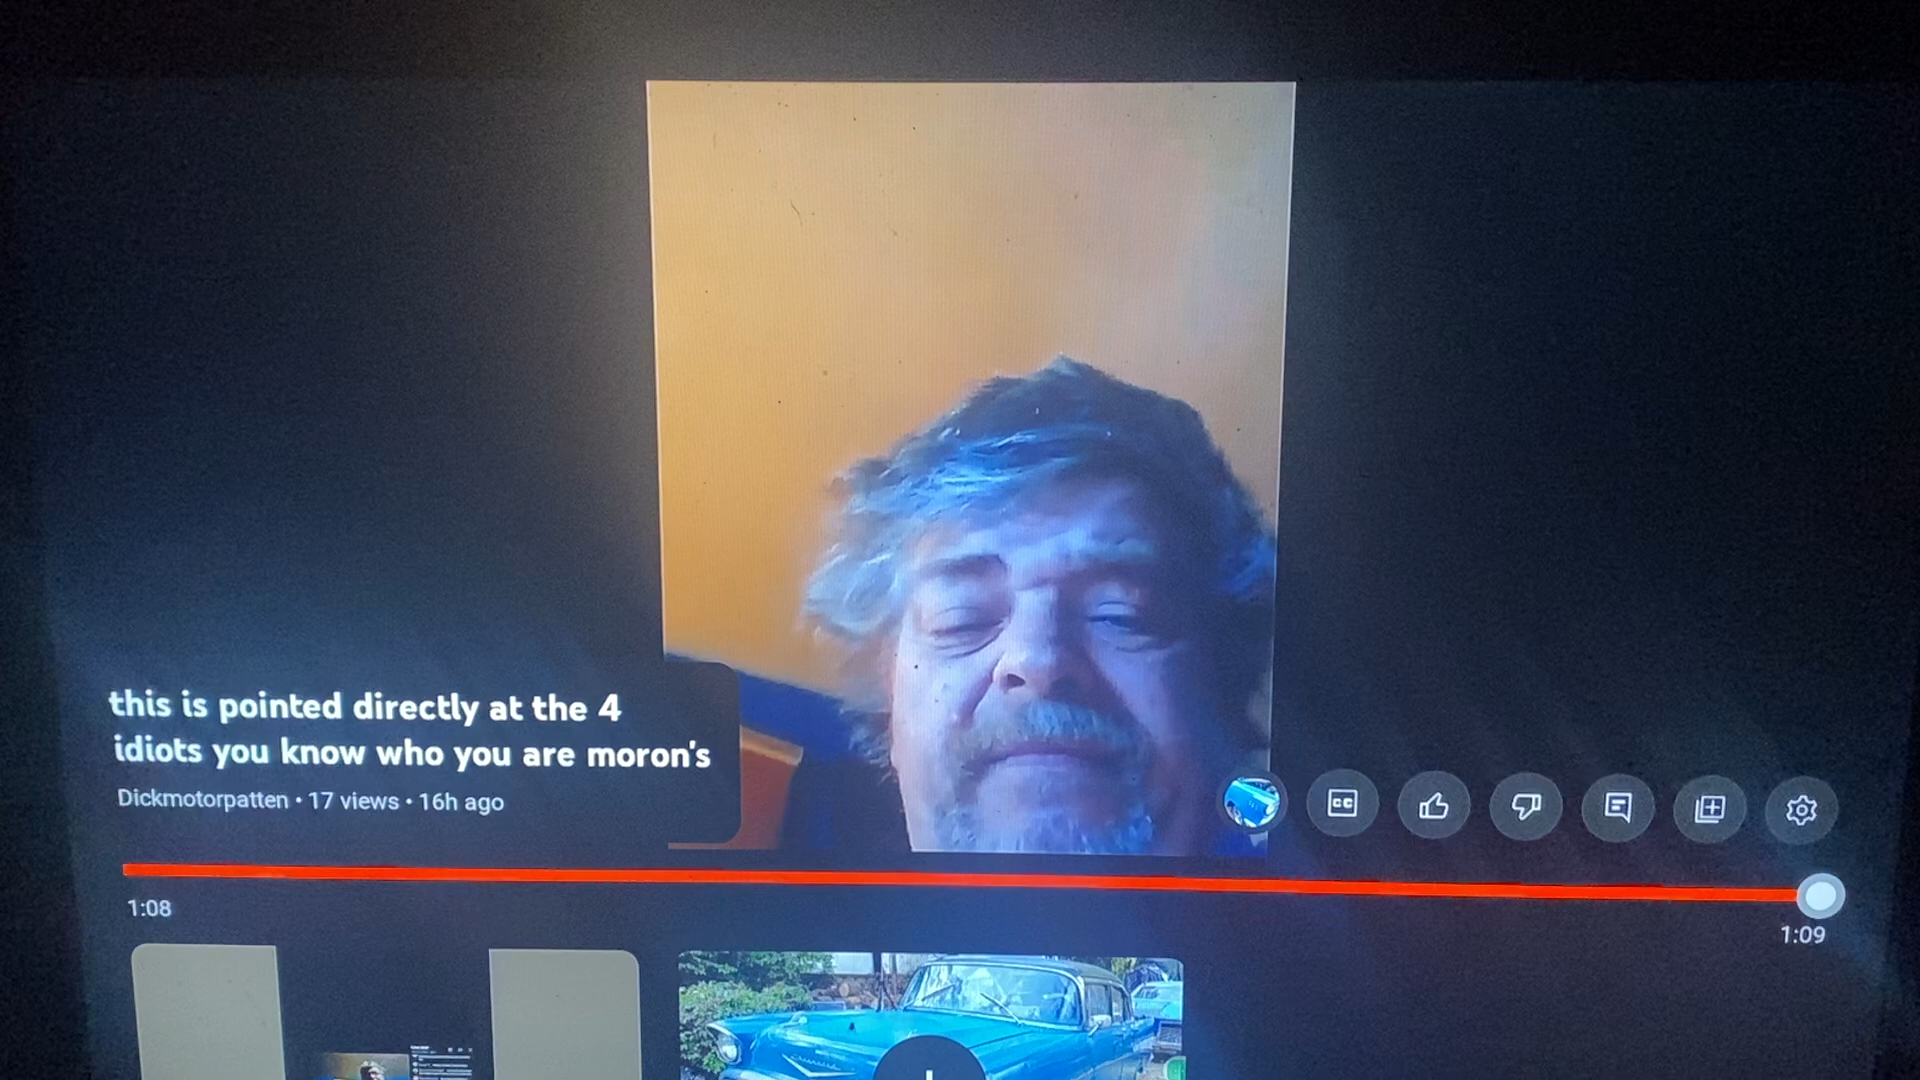 this is pointed directly at the 4
idiots you know who you are moron's
Dickmotorpatten • 17 views • 16h ago
CC
1:08
1:09